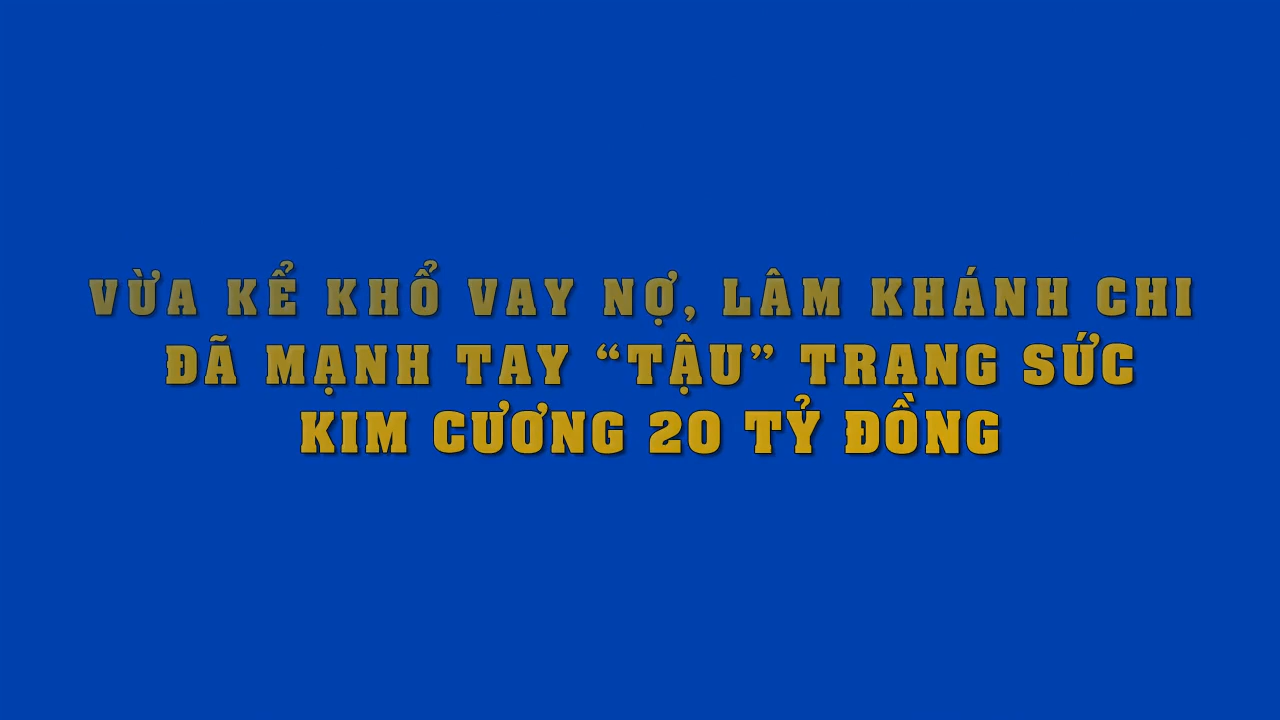 VỪA KỂ KHỔ VAY NỢ, LÂM KHÁNH CHI
ĐÃ MẠNH TAY “TẬU” TRANG SỨC
KIM CƯƠNG 20 TỶ ĐỒNG